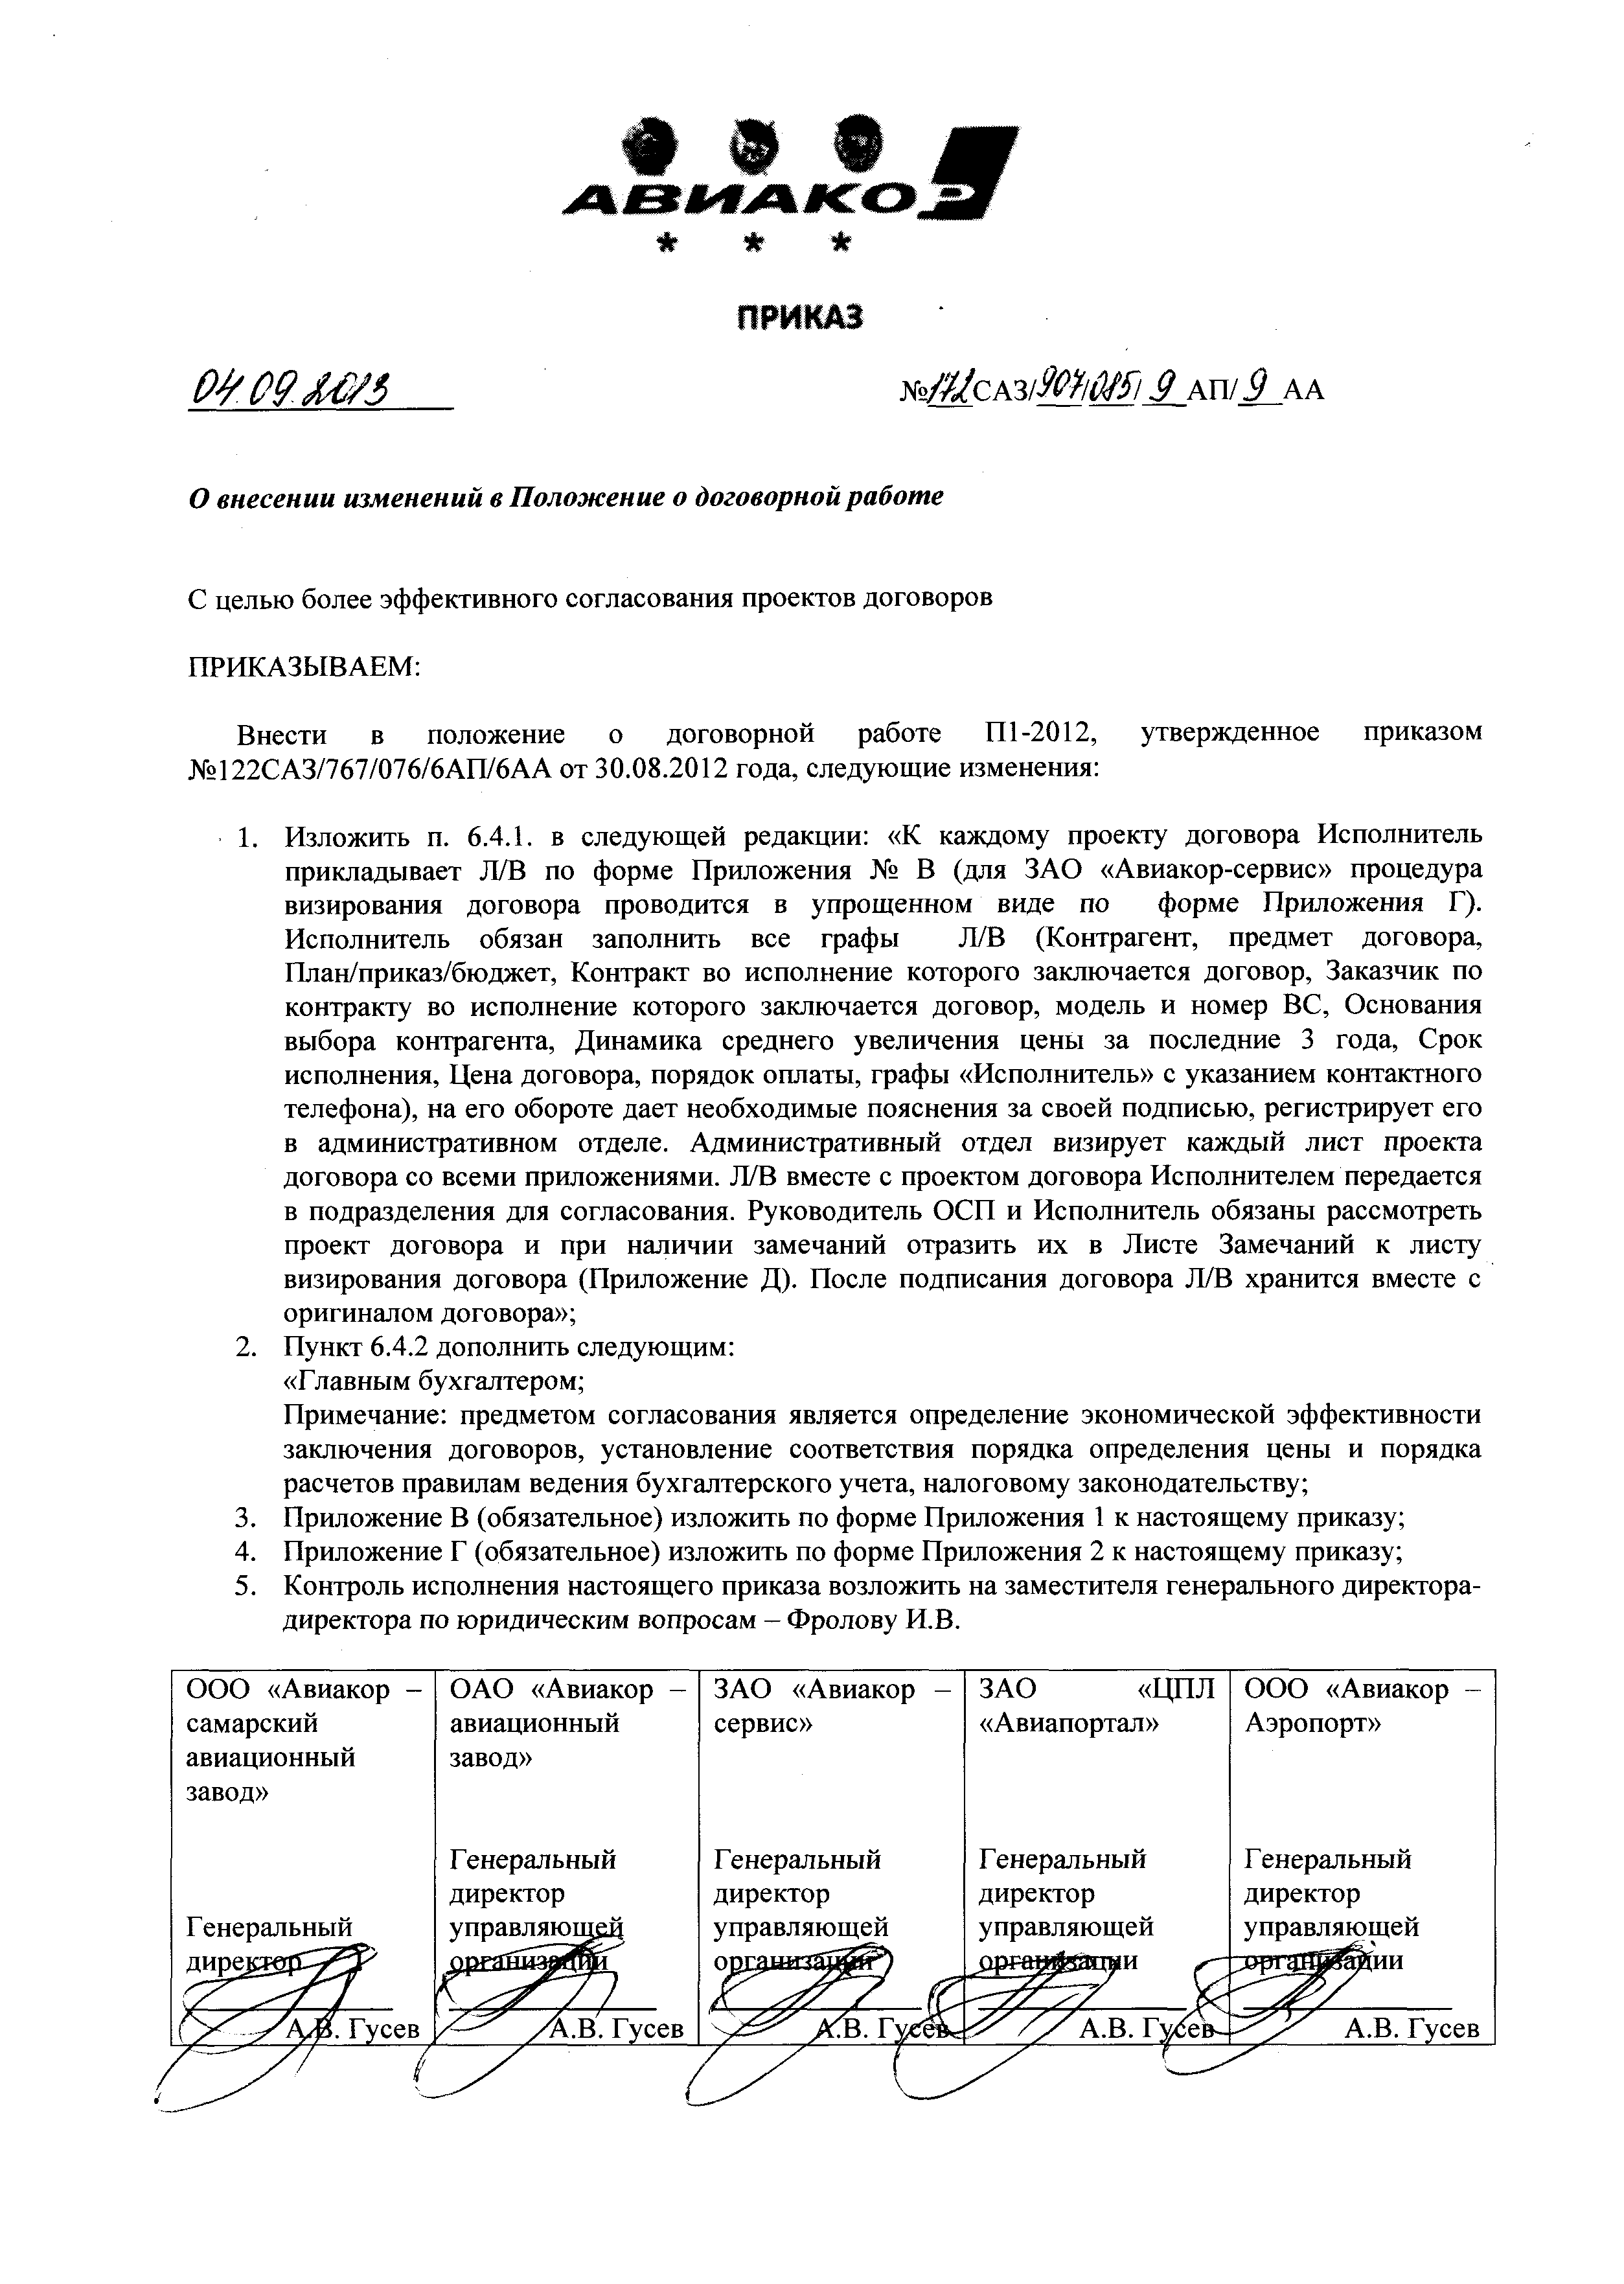 АВИАКОР
* * *
ПРИКАЗ
04.09.2013
№172САЗ/907/085/ 9 АП/ 9 АА
О внесении изменений в Положение о договорной работе
С целью более эффективного согласования проектов договоров
ПРИКАЗЫВАЕМ:
Внести в положение о договорной работе П1-2012, утвержденное приказом
№122САЗ/767/076/6АП/6АА от 30.08.2012 года, следующие изменения:
1. Изложить п. 6.4.1. в следующей редакции: «К каждому проекту договора Исполнитель
прикладывает Л/В по форме Приложения № В (для ЗАО «Авиакор-сервис» процедура
визирования договора проводится в упрощенном виде по форме Приложения Г).
Исполнитель обязан заполнить все графы Л/В (Контрагент, предмет договора,
План/приказ/бюджет, Контракт во исполнение которого заключается договор, Заказчик по
контракту во исполнение которого заключается договор, модель и номер ВС, Основания
выбора контрагента, Динамика среднего увеличения цены за последние 3 года, Срок
исполнения, Цена договора, порядок оплаты, графы «Исполнитель» с указанием контактного
телефона), на его обороте дает необходимые пояснения за своей подписью, регистрирует его
в административном отделе. Административный отдел визирует каждый лист проекта
договора со всеми приложениями. Л/В вместе с проектом договора Исполнителем передается
в подразделения для согласования. Руководитель ОСП и Исполнитель обязаны рассмотреть
проект договора и при наличии замечаний отразить их в Листе Замечаний к листу
визирования договора (Приложение Д). После подписания договора Л/В хранится вместе с
оригиналом договора»;
2. Пункт 6.4.2 дополнить следующим:
«Главным бухгалтером;
Примечание: предметом согласования является определение экономической эффективности
заключения договоров, установление соответствия порядка определения цены и порядка
расчетов правилам ведения бухгалтерского учета, налоговому законодательству;
3. Приложение В (обязательное) изложить по форме Приложения 1 к настоящему приказу;
4. Приложение Г (обязательное) изложить по форме Приложения 2 к настоящему приказу;
5. Контроль исполнения настоящего приказа возложить на заместителя генерального директора-
директора по юридическим вопросам – Фролову И.В.
ООО «Авиакор –
самарский
авиационный
завод»
Генеральный
директор
А.В. Гусев
ОАО «Авиакор –
авиационный
завод»
Генеральный
директор
управляющей
организации
А.В. Гусев
ЗАО «Авиакор –
сервис»
Генеральный
директор
управляющей
организации
А.В. Гусев
ЗАО «ЦПЛ
«Авиапортал»
Генеральный
директор
управляющей
организации
А.В. Гусев
ООО «Авиакор –
Аэропорт»
Генеральный
директор
управляющей
организации
А.В. Гусев